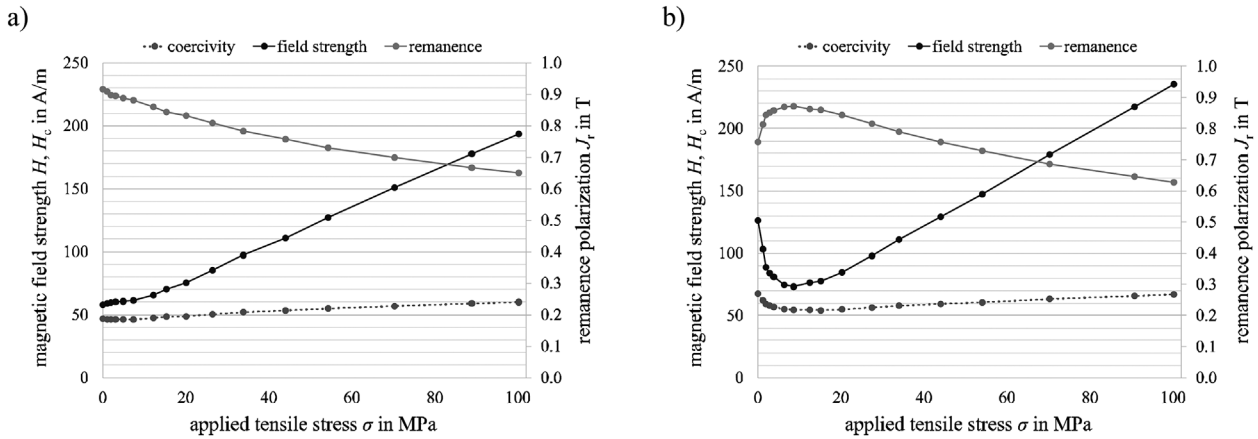 a)
coercivity field strength remanence
magnetic field strength H, Hc in A/m
250
200
150
100
50
0
1.0
0.9
0.8
0.7
0.6
0.5
0.4
0.3
0.2
0.1
0.0
remanence polarization Jr in T
0 20 40 60 80 100
applied tensile stress σ in MPa
b)
coercivity field strength remanence
magnetic field strength H, Hc in A/m
250
200
150
100
50
0
1.0
0.9
0.8
0.7
0.6
0.5
0.4
0.3
0.2
0.1
0.0
remanence polarization Jr in T
0 20 40 60 80 100
applied tensile stress σ in MPa